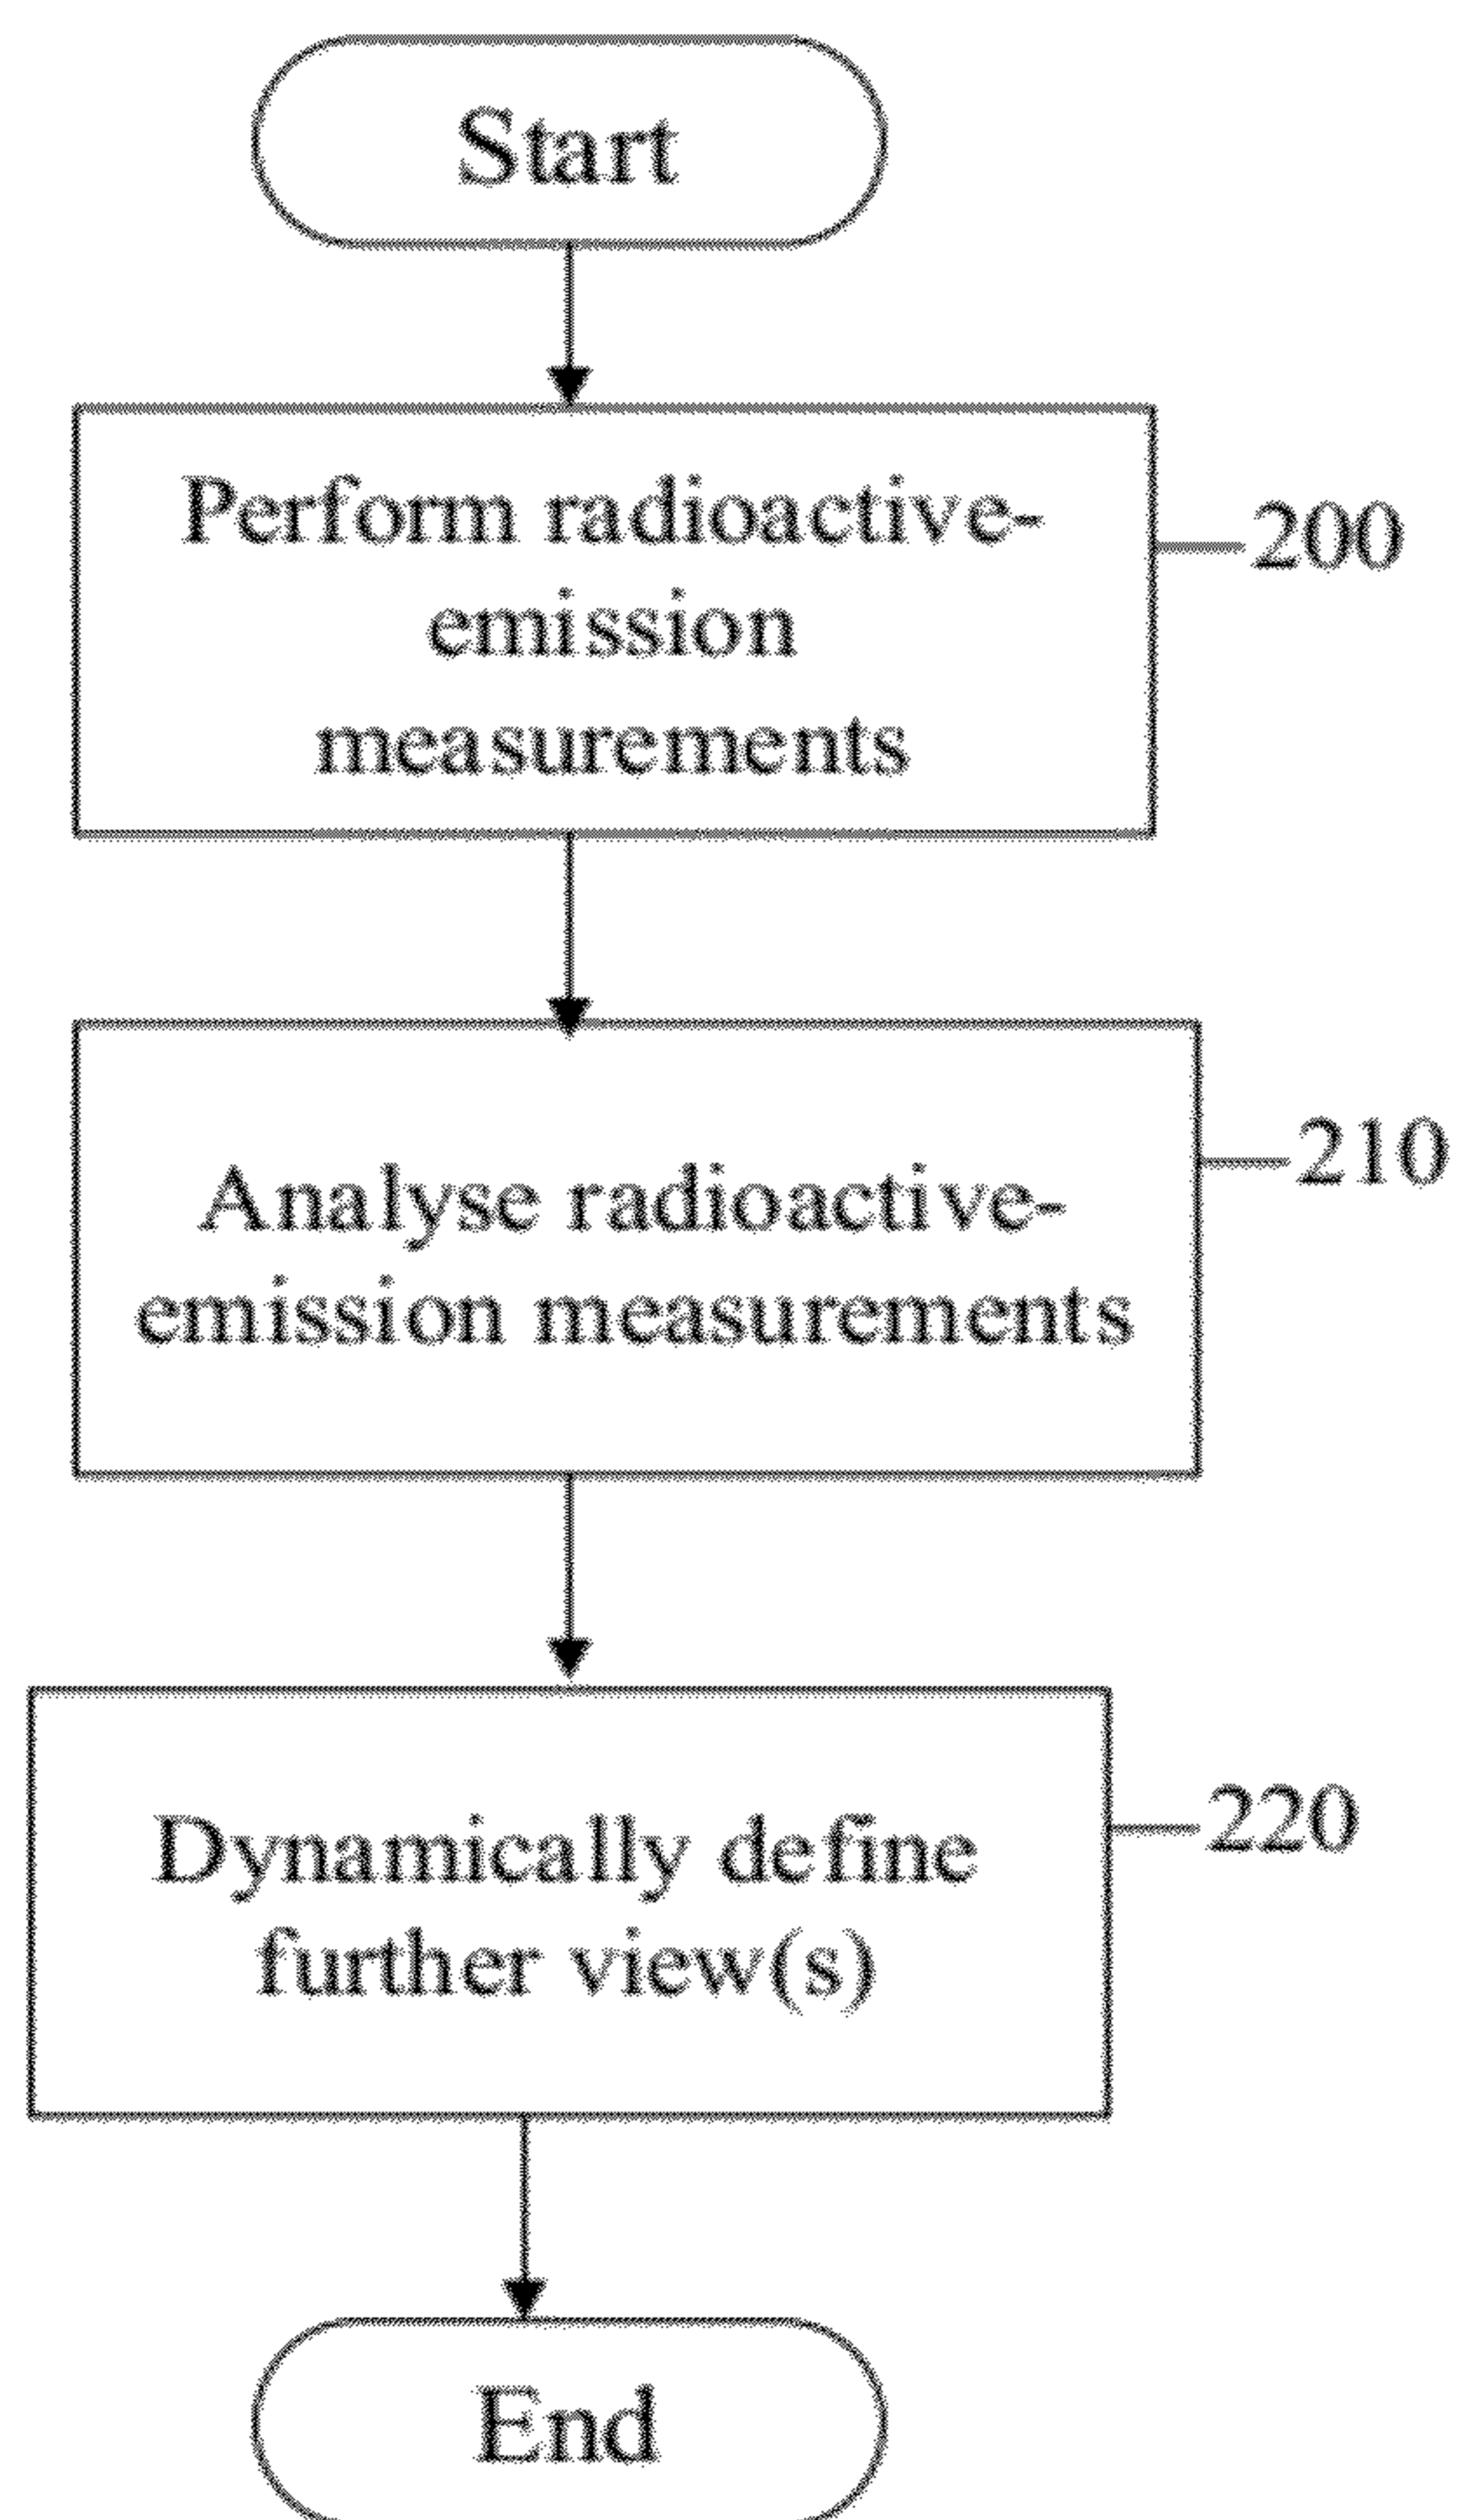 Start
Perform radioactive-
emission
measurements
200
Analyse radioactive-
emission measurements
210
Dynamically define
further view(s)
220
End